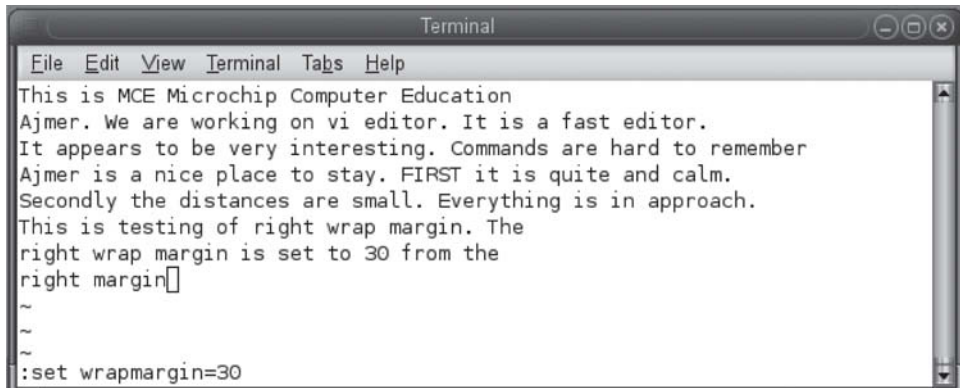 Terminal
File Edit View Terminal Tabs Help
This is MCE Microchip Computer Education
Ajmer. We are working on vi editor. It is a fast editor.
It appears to be very interesting. Commands are hard to remember
Ajmer is a nice place to stay. FIRST it is quite and calm.
Secondly the distances are small. Everything is in approach.
This is testing of right wrap margin. The
right wrap margin is set to 30 from the
right margin
~
~
~
:set wrapmargin=30